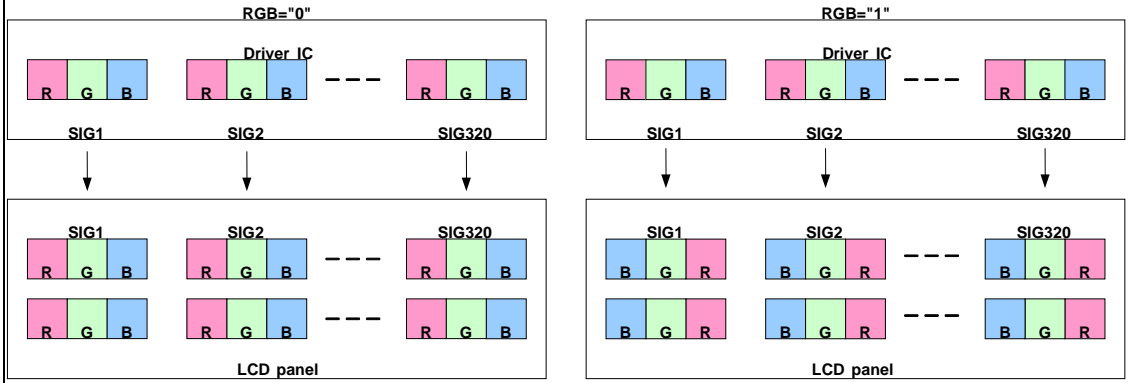 RGB="0"
Driver IC
R G B R G B R G B
SIG1 SIG2 SIG320
SIG1 SIG2 SIG320
R G B R G B R G B
R G B R G B R G B
LCD panel
RGB="1"
Driver IC
R G B R G B R G B
SIG1 SIG2 SIG320
SIG1 SIG2 SIG320
B G R B G R B G R
B G R B G R B G R
LCD panel